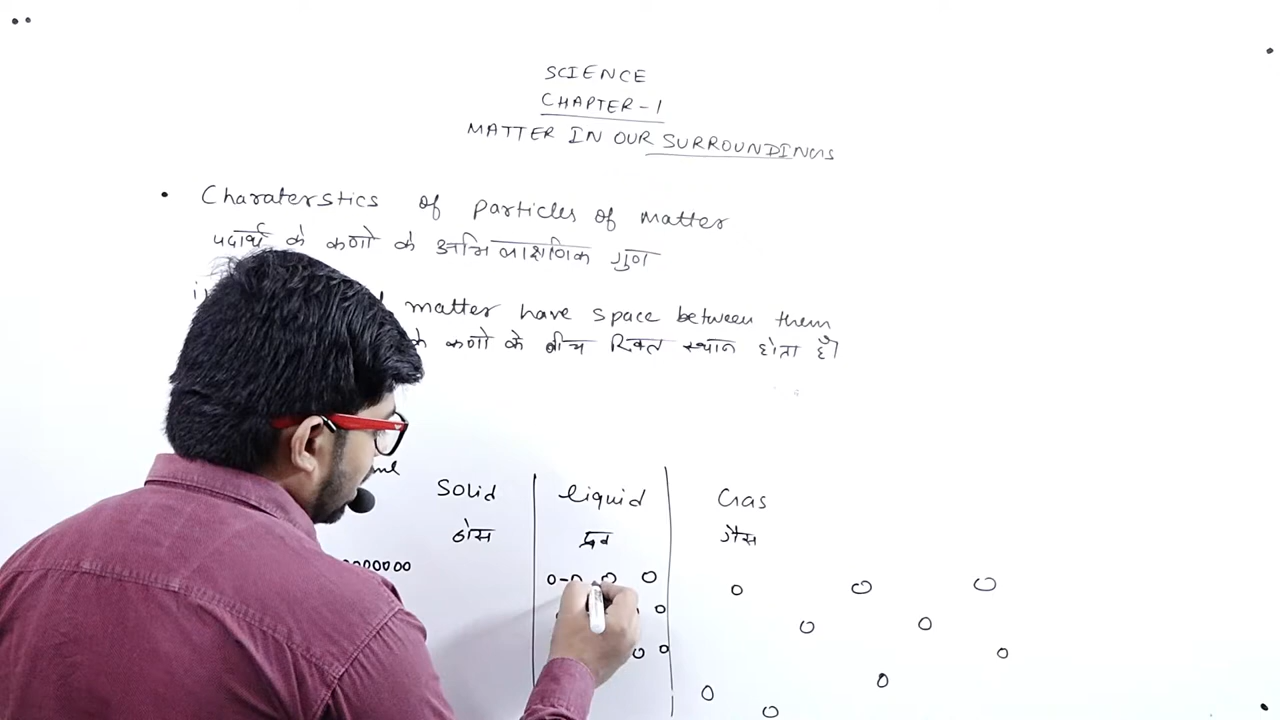 SCIENCE
CHAPTER-1
MATTER IN OUR SURROUNDINGS
• Charaterstics of particles of matter
पदार्थ के कणो के अभिलाक्षणिक गुण
matter have space between them
के कणो के बीच रिक्त स्थान होता है
Solid liquid Gas
ठोस द्रव गैस